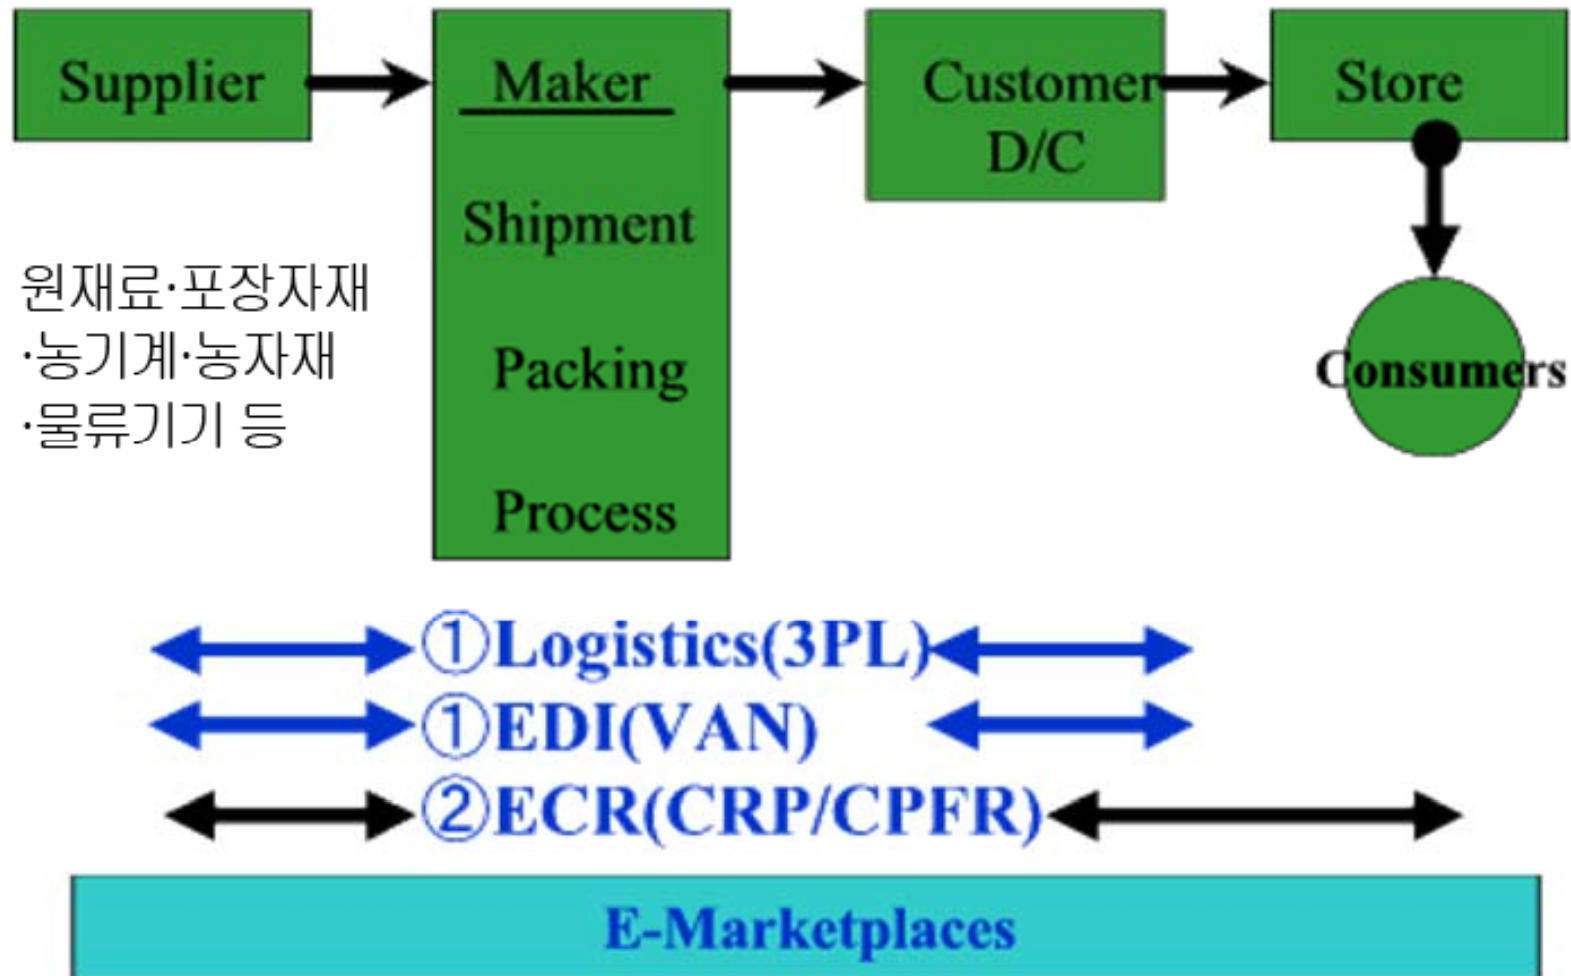 Supplier
Maker
Shipment
Packing
Process
Customer
D/C
Store
Consumers
원재료·포장자재
·농기계·농자재
·물류기기 등
①Logistics(3PL)
①EDI(VAN)
②ECR(CRP/CPFR)
E-Marketplaces